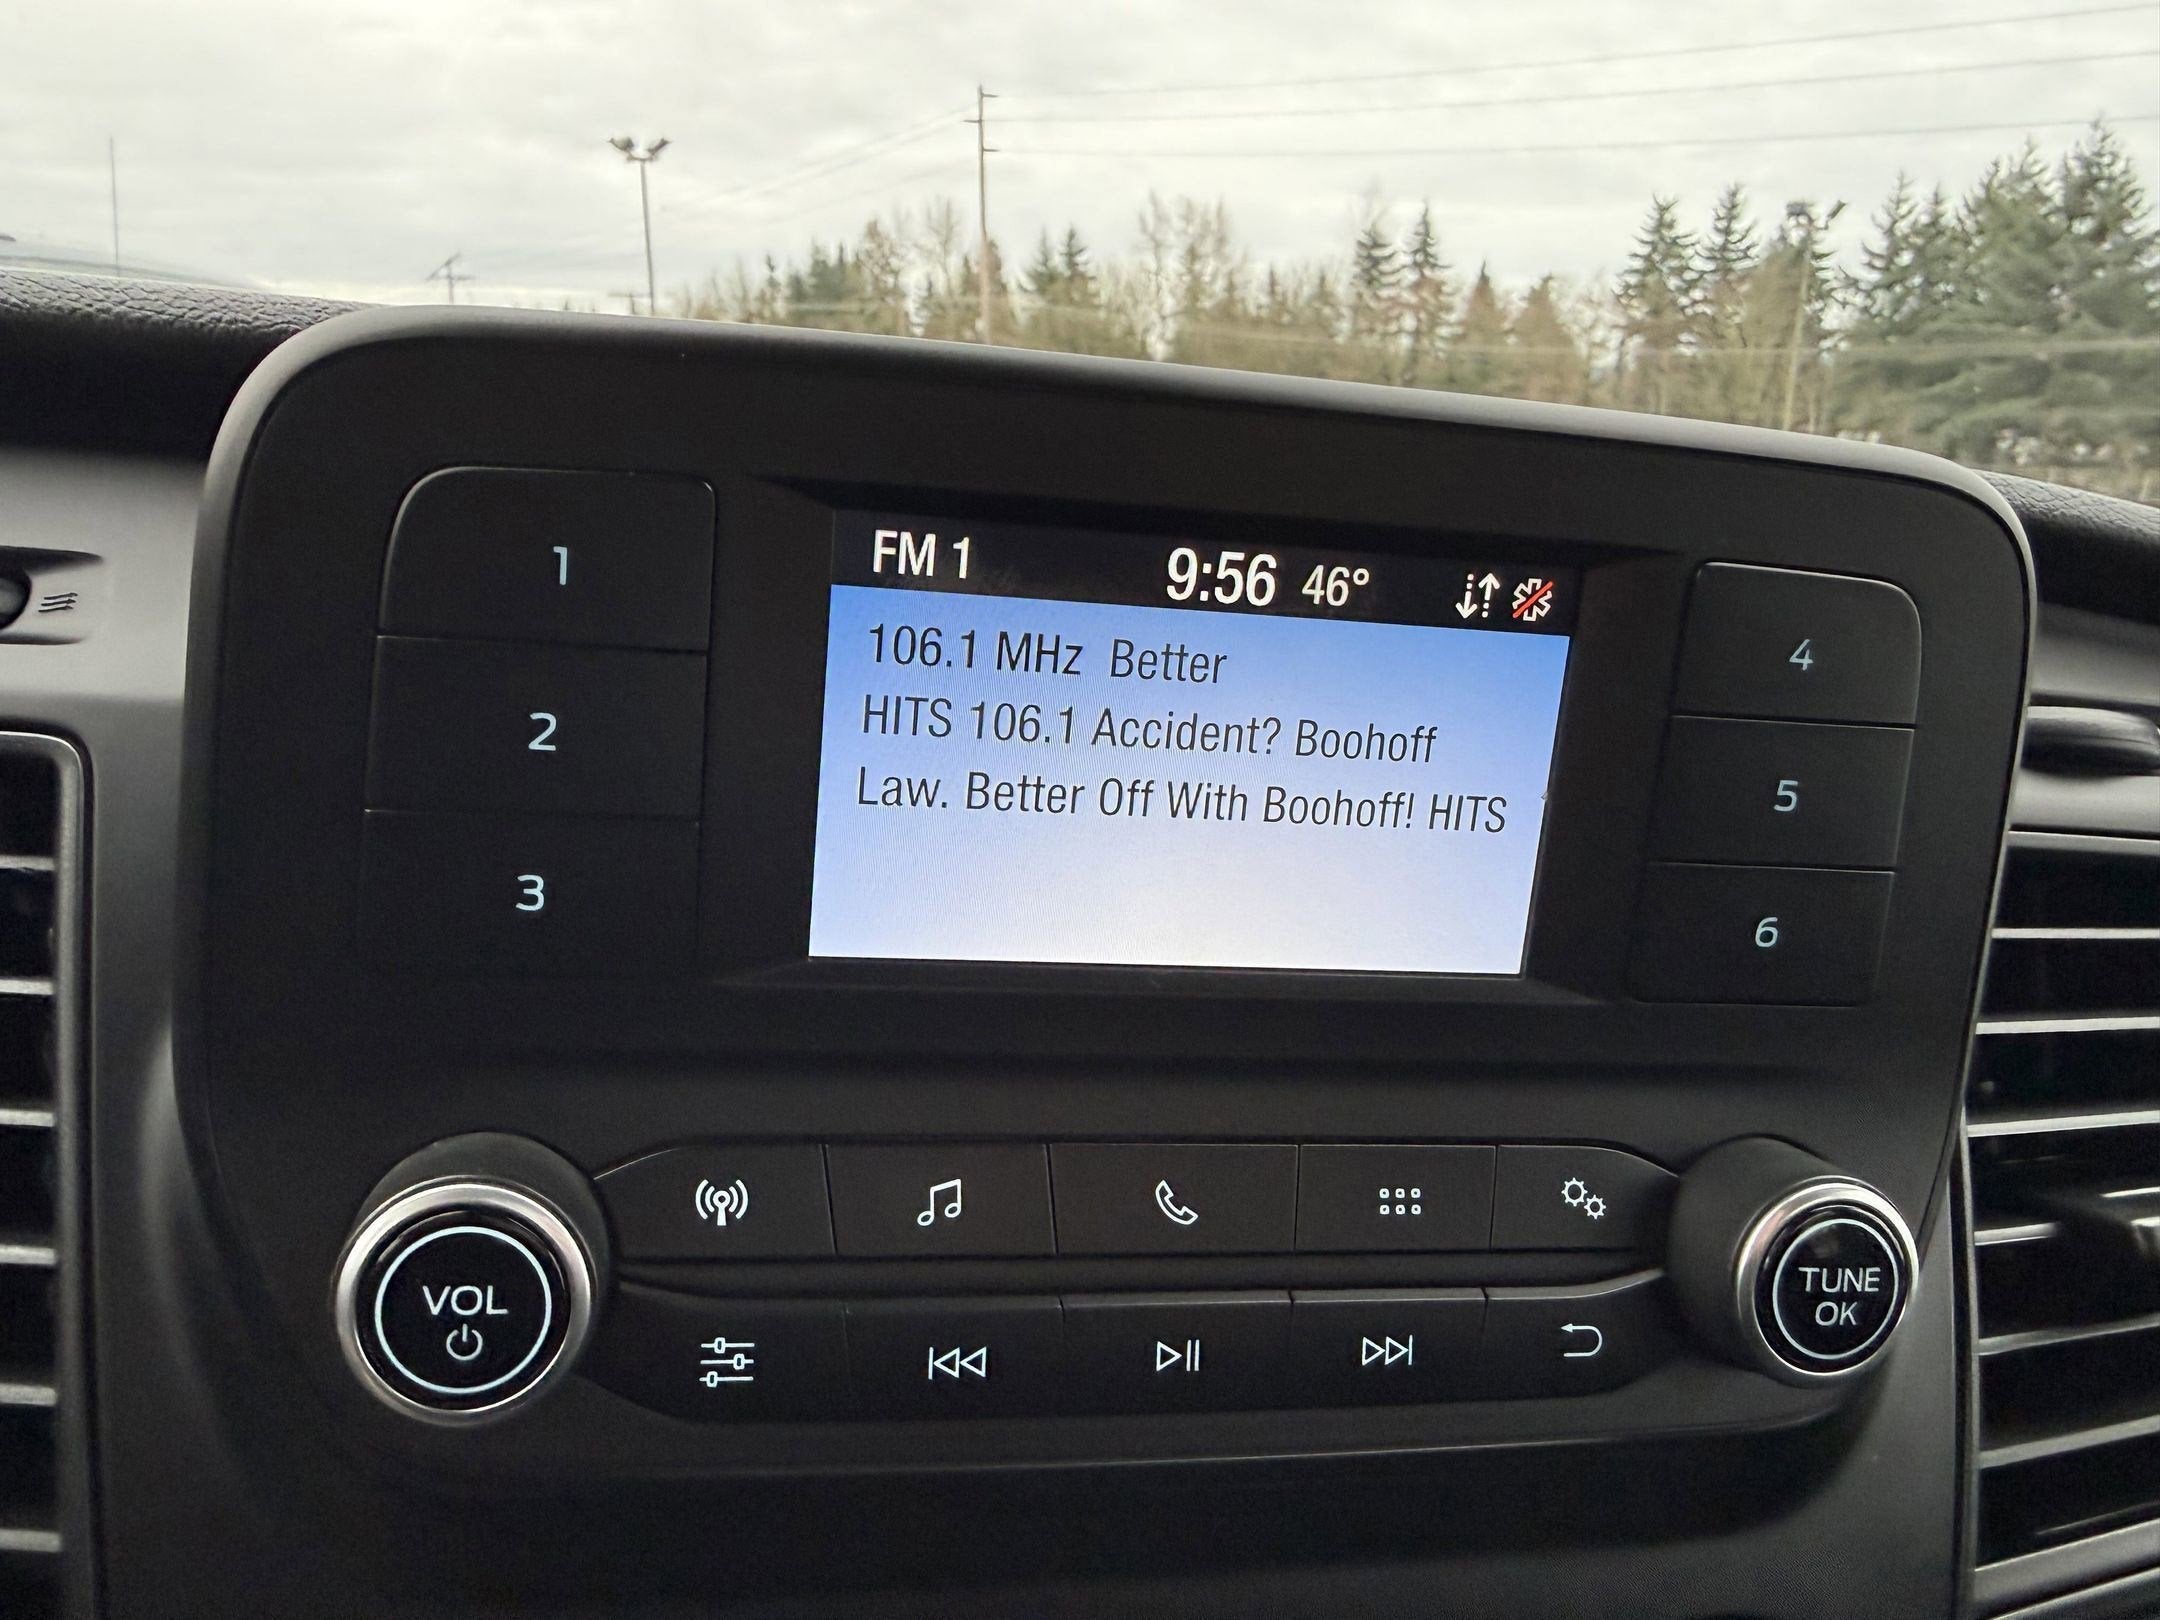 FM 1 9:56 46°
106.1 MHz Better
HITS 106.1 Accident? Boohoff
Law. Better Off With Boohoff! HITS
1
2
3
4
5
6
VOL
TUNE
OK